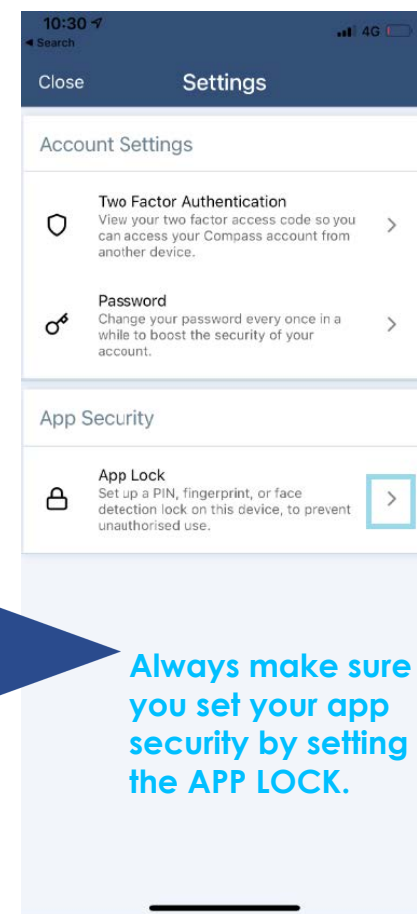 10:30
Search
4G
Close
Settings
Account Settings
Two Factor Authentication
View your two factor access code so you
can access your Compass account from
another device.
Password
Change your password every once in a
while to boost the security of your
account.
App Security
App Lock
Set up a PIN, fingerprint, or face
detection lock on this device, to prevent
unauthorised use.
Always make sure
you set your app
security by setting
the APP LOCK.